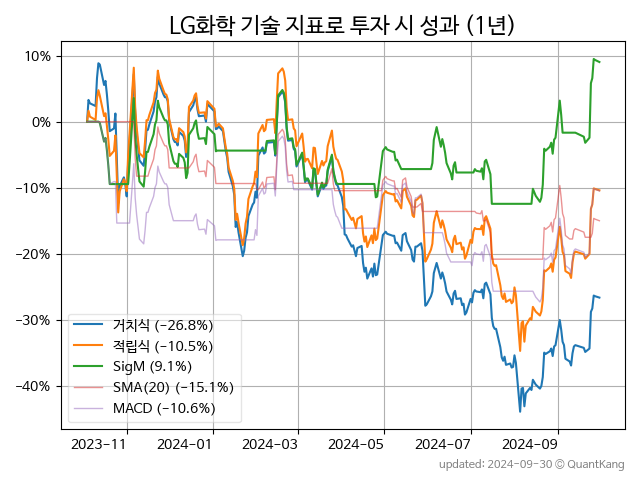 LG화학 기술 지표로 투자 시 성과 (1년)
10%
0%
−10%
−20%
−30%
−40%
거치식 (−26.8%)
적립식 (−10.5%)
SigM (9.1%)
SMA(20) (−15.1%)
MACD (−10.6%)
2023-11 2024-01 2024-03 2024-05 2024-07 2024-09
updated: 2024-09-30 © QuantKang